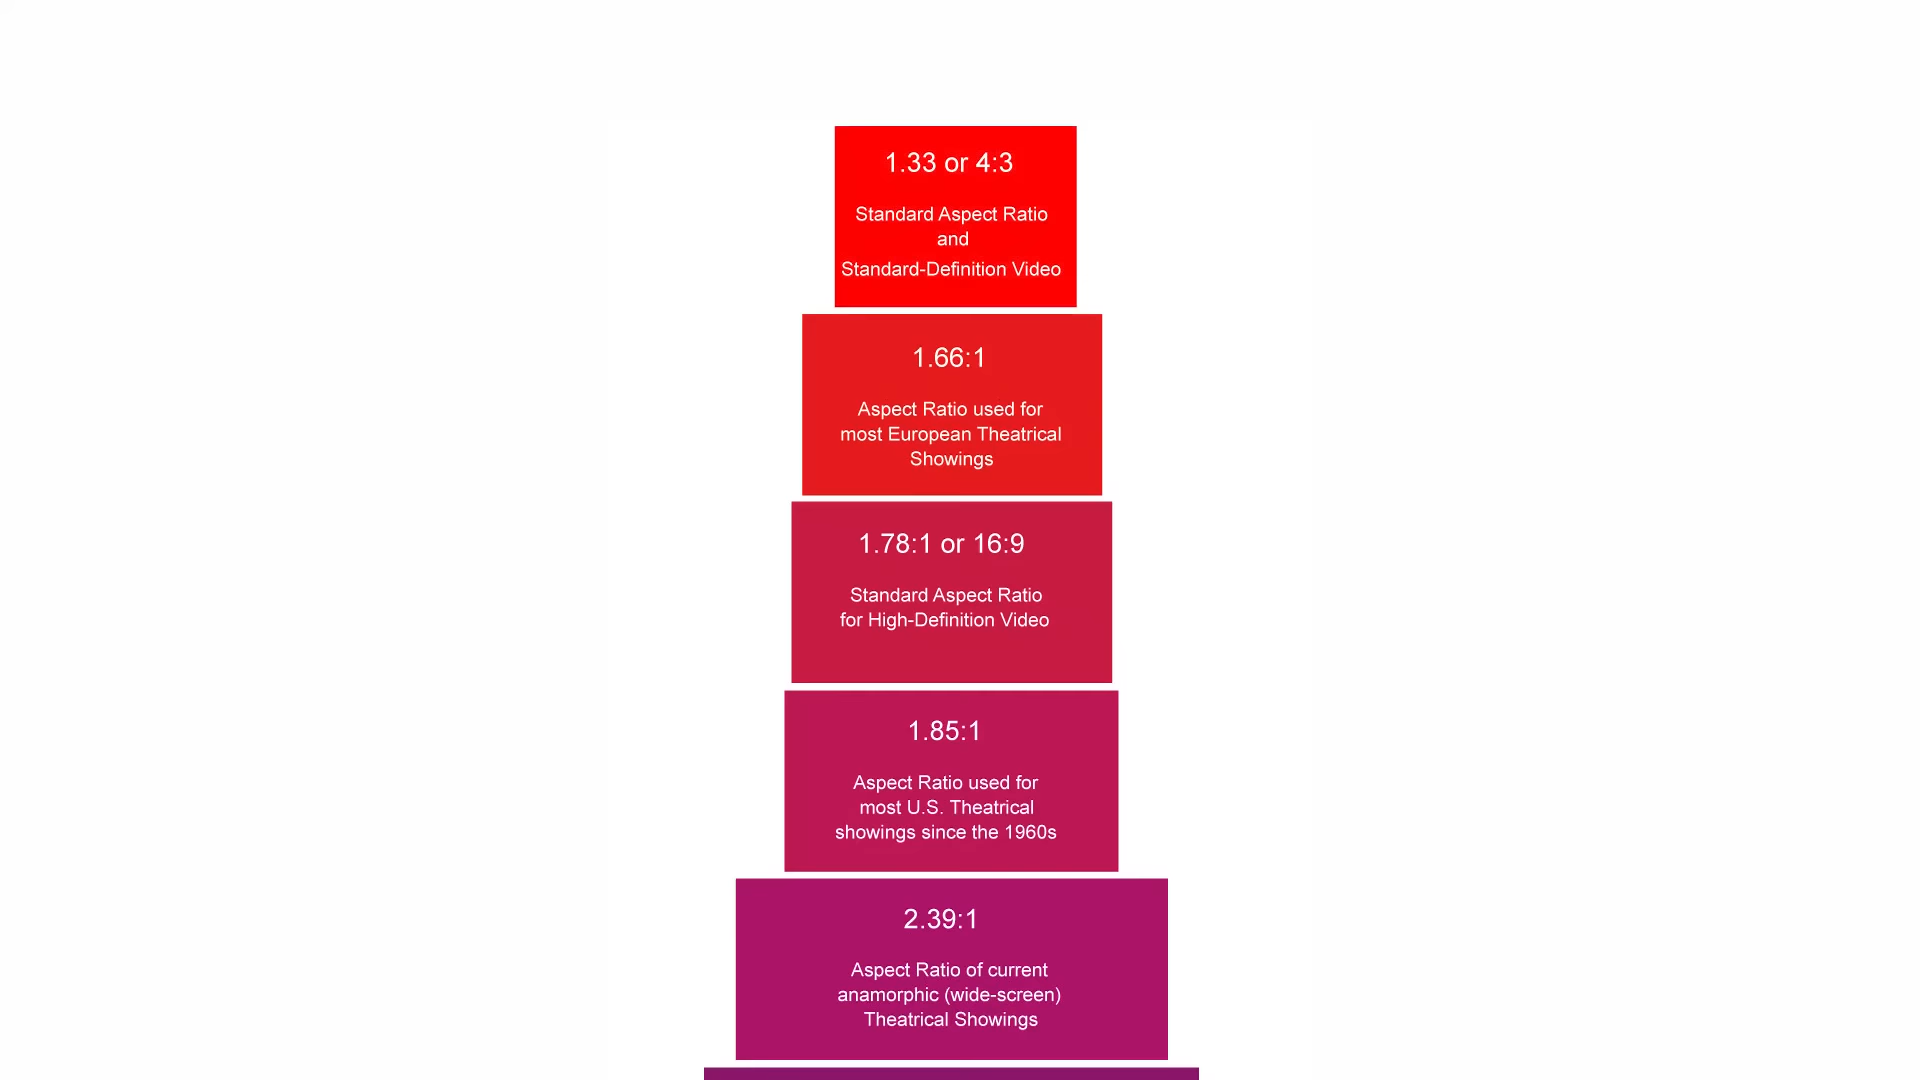 1.33 or 4:3
Standard Aspect Ratio
and
Standard-Definition Video
1.66:1
Aspect Ratio used for
most European Theatrical
Showings
1.78:1 or 16:9
Standard Aspect Ratio
for High-Definition Video
1.85:1
Aspect Ratio used for
most U.S. Theatrical
showings since the 1960s
2.39:1
Aspect Ratio of current
anamorphic (wide-screen)
Theatrical Showings